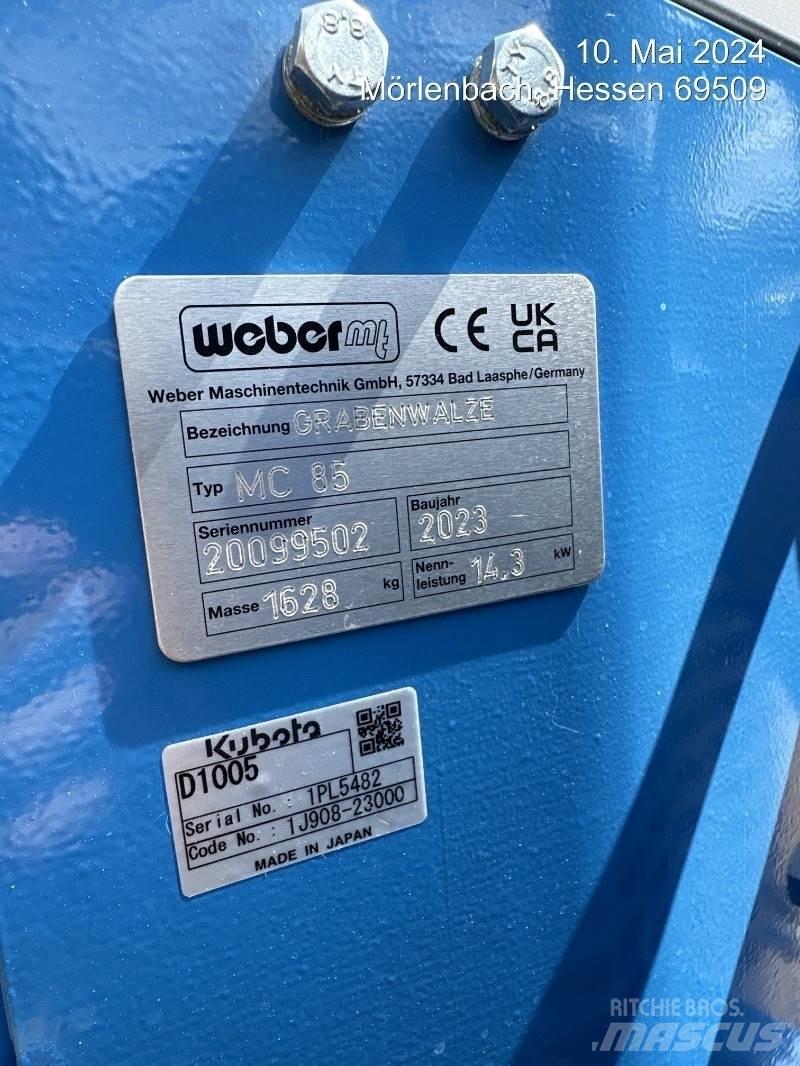 8.8
10. Mai 2024
Mörlenbach, Hessen 69509
weber mt CE UK CA
Weber Maschinentechnik GmbH, 57334 Bad Laasphe/Germany
Bezeichnung GRABENWALZE
Typ MC 85
Seriennummer 20099502
Baujahr 2023
Masse 1628 kg
Nenn-
leistung 14.3 kW
Kubota
D1005
Serial No. : 1PL5482
Code No. : 1J908-23000
MADE IN JAPAN
RITCHIE BROS.
MASCUS